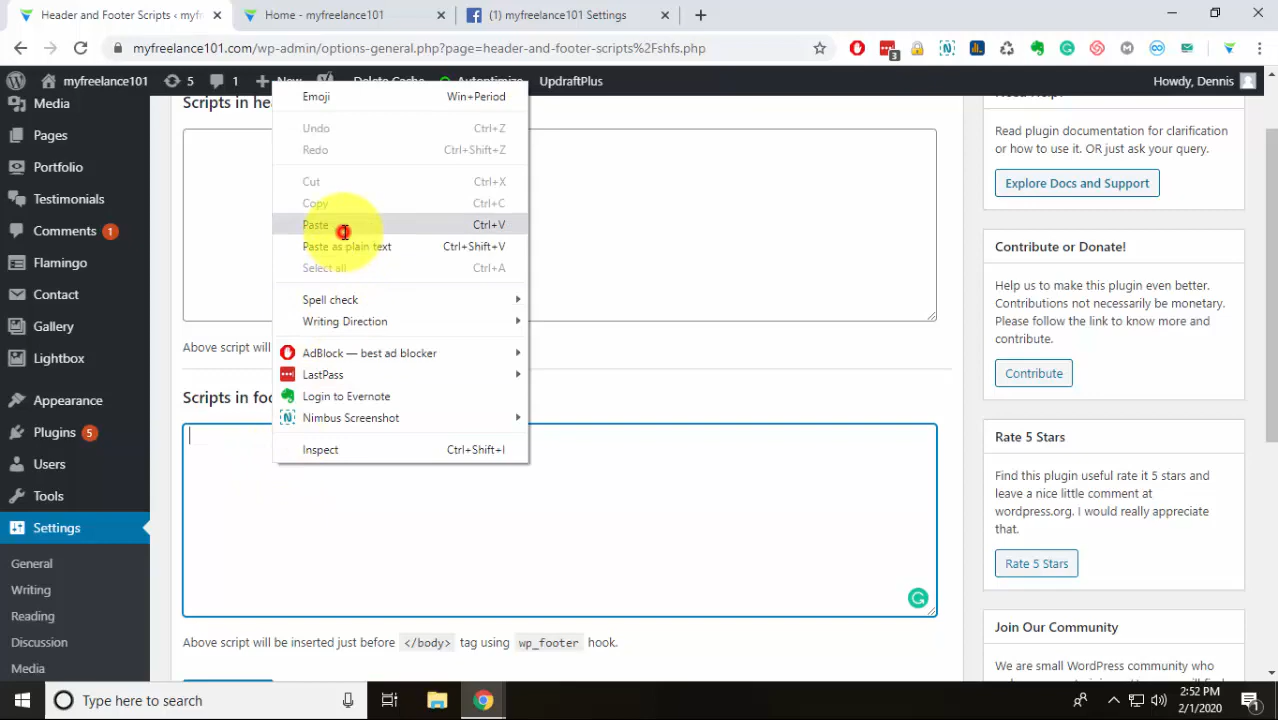 Header and Footer Scripts ‹ myfr
Home - myfreelance101
(1) myfreelance101 Settings
myfreelance101.com/wp-admin/options-general.php?page=header-and-footer-scripts%2Fshfs.php
3
myfreelance101
5
1
New
Delete Cache
Autoptimize
UpdraftPlus
Howdy, Dennis
Media
Pages
Portfolio
Testimonials
Comments 1
Flamingo
Contact
Gallery
Lightbox
Appearance
Plugins 5
Users
Tools
Settings
General
Writing
Reading
Discussion
Media
Scripts in hea
Above script will
Scripts in foo
Above script will be inserted just before </body> tag using wp_footer hook.
Emoji Win+Period
Undo Ctrl+Z
Redo Ctrl+Shift+Z
Cut Ctrl+X
Copy Ctrl+C
Paste Ctrl+V
Paste as plain text Ctrl+Shift+V
Select all Ctrl+A
Spell check
Writing Direction
AdBlock — best ad blocker
LastPass
Login to Evernote
Nimbus Screenshot
Inspect Ctrl+Shift+I
Need Help?
Read plugin documentation for clarification
or how to use it. OR just ask your query.
Explore Docs and Support
Contribute or Donate!
Help us to make this plugin even better.
Contributions not necessarily be monetary.
Please follow the link to know more and
contribute.
Contribute
Rate 5 Stars
Find this plugin useful rate it 5 stars and
leave a nice little comment at
wordpress.org. I would really appreciate
that.
Rate 5 Stars
Join Our Community
We are small WordPress community who
Type here to search
2:52 PM
2/1/2020
1